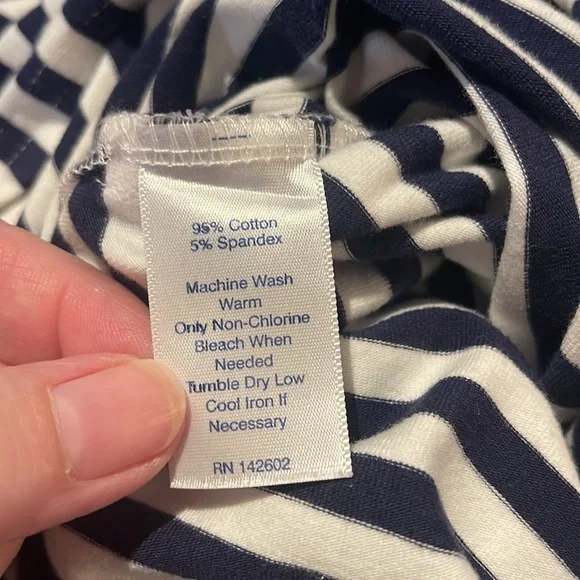 95% Cotton
5% Spandex
Machine Wash
Warm
Only Non-Chlorine
Bleach When
Needed
Tumble Dry Low
Cool Iron If
Necessary
RN 142602